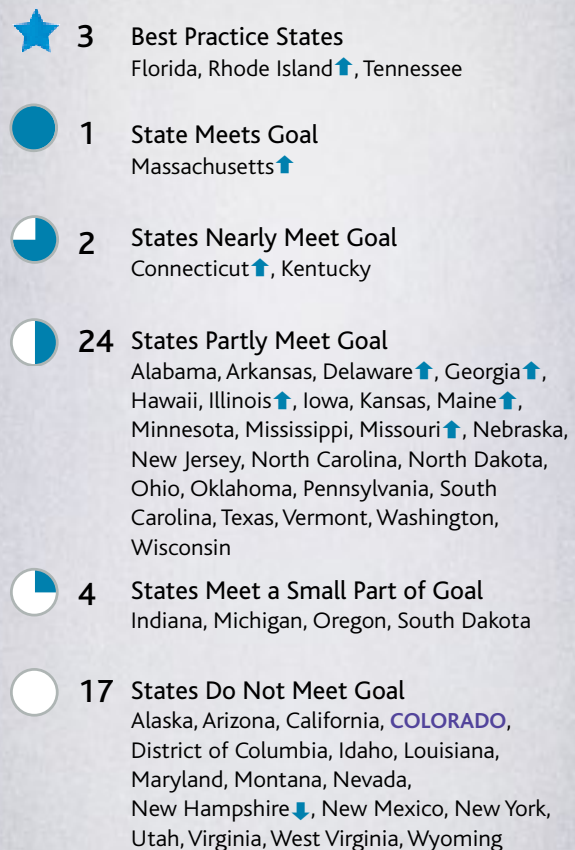 3 Best Practice States
Florida, Rhode Island⬆, Tennessee
1 State Meets Goal
Massachusetts⬆
2 States Nearly Meet Goal
Connecticut⬆, Kentucky
24 States Partly Meet Goal
Alabama, Arkansas, Delaware⬆, Georgia⬆,
Hawaii, Illinois⬆, Iowa, Kansas, Maine⬆,
Minnesota, Mississippi, Missouri⬆, Nebraska,
New Jersey, North Carolina, North Dakota,
Ohio, Oklahoma, Pennsylvania, South
Carolina, Texas, Vermont, Washington,
Wisconsin
4 States Meet a Small Part of Goal
Indiana, Michigan, Oregon, South Dakota
17 States Do Not Meet Goal
Alaska, Arizona, California, COLORADO,
District of Columbia, Idaho, Louisiana,
Maryland, Montana, Nevada,
New Hampshire⬇, New Mexico, New York,
Utah, Virginia, West Virginia, Wyoming